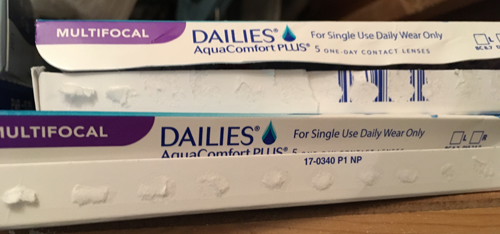 MULTIFOCAL DAILIES® For Single Use Daily Wear Only
AquaComfort PLUS® 5 ONE-DAY CONTACT LENSES L
MULTIFOCAL DAILIES® For Single Use Daily Wear Only
AquaComfort PLUS® 5 L R
17-0340 P1 NP